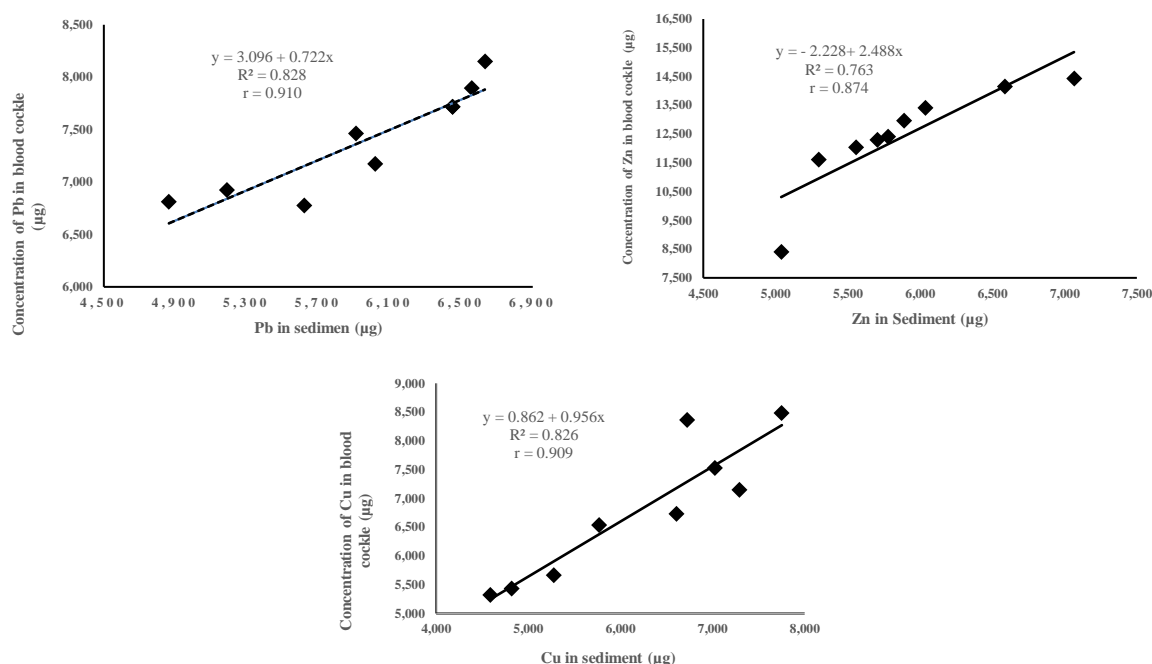 8,500
8,000
7,500
7,000
6,500
6,000
y = 3.096 + 0.722x
R² = 0.828
r = 0.910
4,500
4,900
5,300
5,700
6,100
6,500
6,900
Concentration of Pb in blood cockle
(µg)
Pb in sedimen (µg)
16,500
15,500
14,500
13,500
12,500
11,500
10,500
9,500
8,500
7,500
y = - 2.228+ 2.488x
R² = 0.763
r = 0.874
4,500
5,000
5,500
6,000
6,500
7,000
7,500
Concentration of Zn in blood cockle
(µg)
Zn in Sediment (µg)
9,000
8,500
8,000
7,500
7,000
6,500
6,000
5,500
5,000
y = 0.862 + 0.956x
R² = 0.826
r = 0.909
4,000
5,000
6,000
7,000
8,000
Concentration of Cu in blood
cockle (µg)
Cu in sediment (µg)